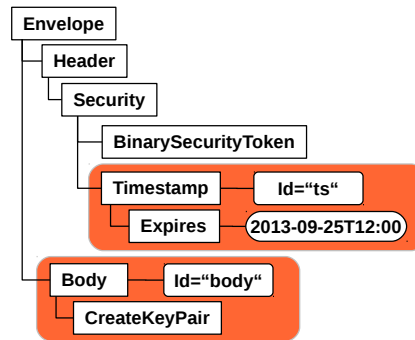 Envelope
Header
Security
BinarySecurityToken
Timestamp Id=“ts“
Expires 2013-09-25T12:00
Body Id=“body“
CreateKeyPair